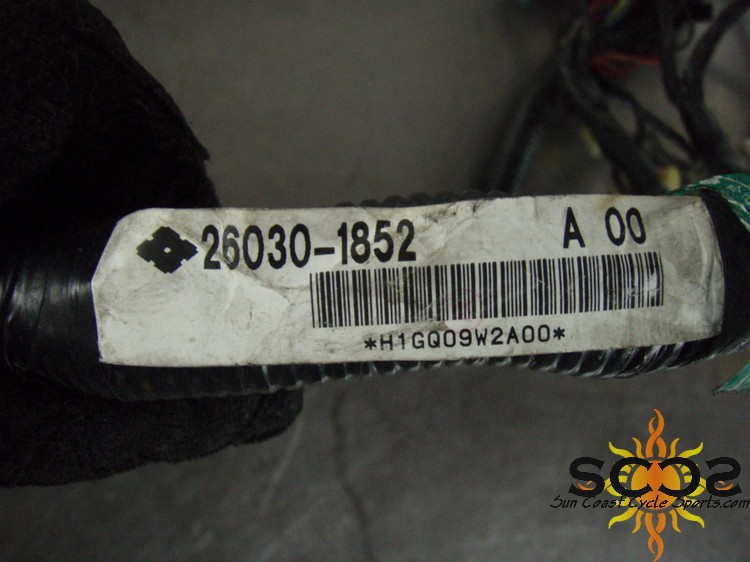 26030-1852 A 00
*H1GQ09W2A00*
SCCS
Sun Coast Cycle Sports.com